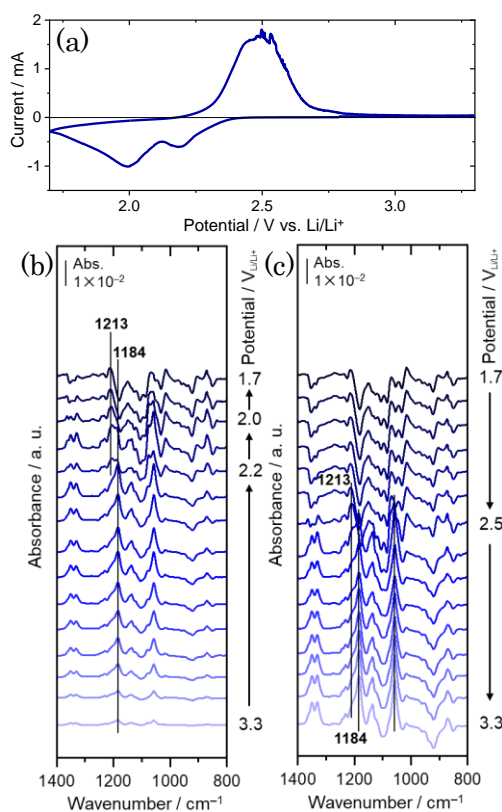 (a)
Current / mA
2
1
0
-1
2.0 2.5 3.0
Potential / V vs. Li/Li⁺
(b)
Abs.
1×10⁻²
1213
1184
Potential / V_Li/Li⁺
1.7
2.0
2.2
3.3
Absorbance / a. u.
1400 1200 1000 800
Wavenumber / cm⁻¹
(c)
Abs.
1×10⁻²
Potential / V_Li/Li⁺
1.7
1213
2.5
3.3
1184
Absorbance / a. u.
1400 1200 1000 800
Wavenumber / cm⁻¹